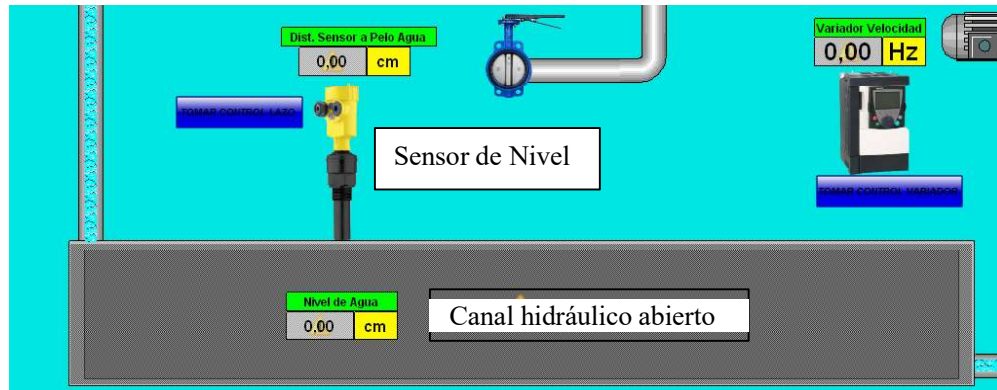 Dist. Sensor a Pelo Agua
0,00 cm
Variador Velocidad
0,00 Hz
TOMAR CONTROL LAZO
Sensor de Nivel
TOMAR CONTROL VARIADOR
Nivel de Agua
0,00 cm
Canal hidráulico abierto